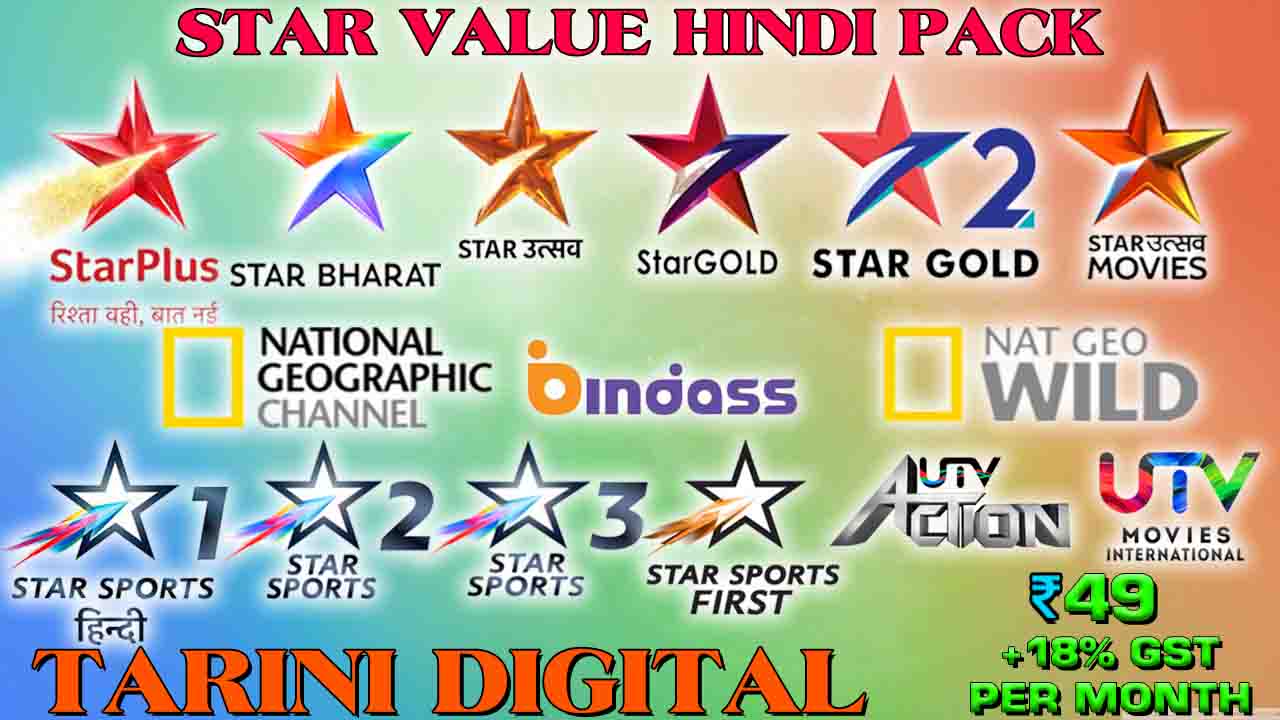 STAR VALUE HINDI PACK
StarPlus
रिश्ता वही, बात नई
STAR BHARAT
STAR उत्सव
StarGOLD
2
STAR GOLD
STAR उत्सव
MOVIES
NATIONAL
GEOGRAPHIC
CHANNEL
bindass
NAT GEO
WILD
1
STAR SPORTS
हिन्दी
2
STAR
SPORTS
3
STAR
SPORTS
STAR SPORTS
FIRST
UTV
ACTION
UTV
MOVIES
INTERNATIONAL
₹49
+18% GST
PER MONTH
TARINI DIGITAL